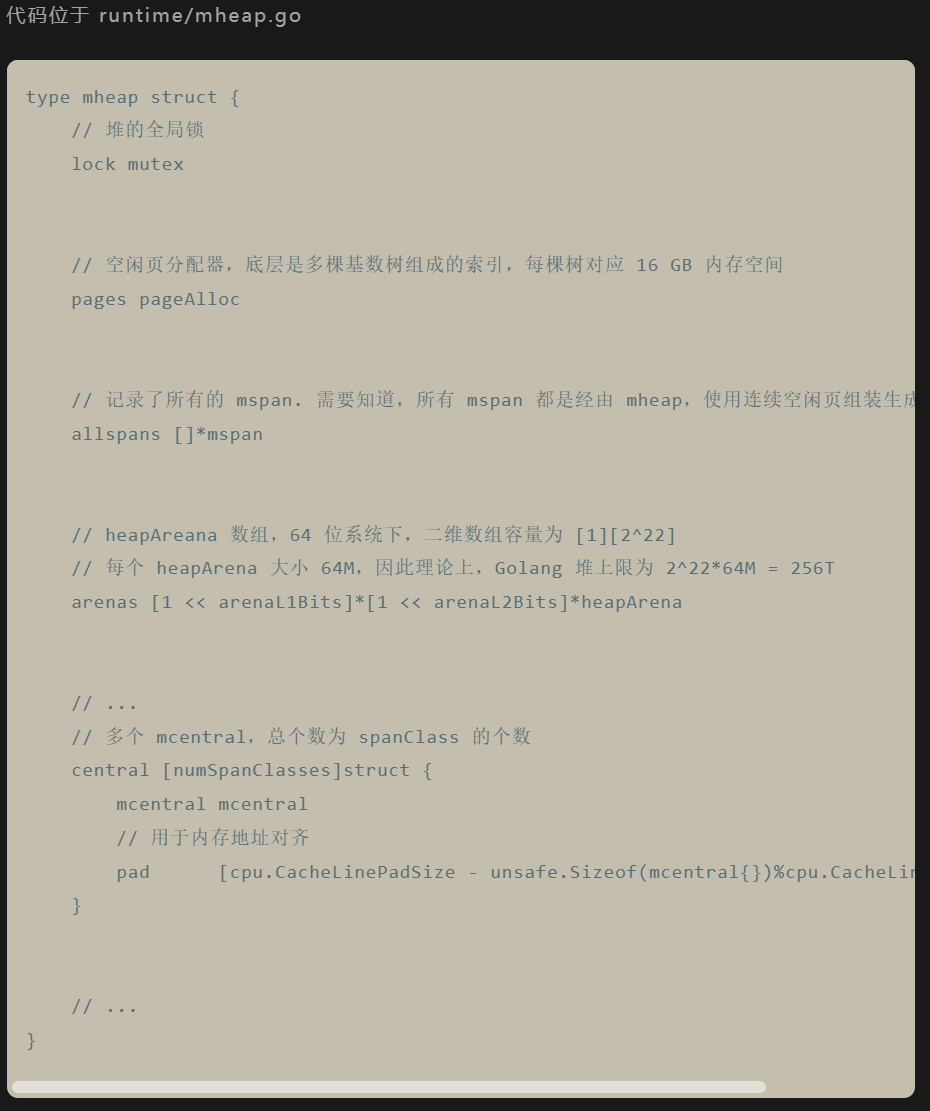 代码位于 runtime/mheap.go
type mheap struct {
    // 堆的全局锁
    lock mutex
    // 空闲页分配器，底层是多棵基数树组成的索引，每棵树对应 16 GB 内存空间
    pages pageAlloc
    // 记录了所有的 mspan. 需要知道，所有 mspan 都是经由 mheap，使用连续空闲页组装生成
    allspans []*mspan
    // heapAreana 数组，64 位系统下，二维数组容量为 [1][2^22]
    // 每个 heapArena 大小 64M，因此理论上，Golang 堆上限为 2^22*64M = 256T
    arenas [1 << arenaL1Bits]*[1 << arenaL2Bits]*heapArena
    // ...
    // 多个 mcentral，总个数为 spanClass 的个数
    central [numSpanClasses]struct {
        mcentral mcentral
        // 用于内存地址对齐
        pad      [cpu.CacheLinePadSize - unsafe.Sizeof(mcentral{})%cpu.CacheLin
    }
    // ...
}